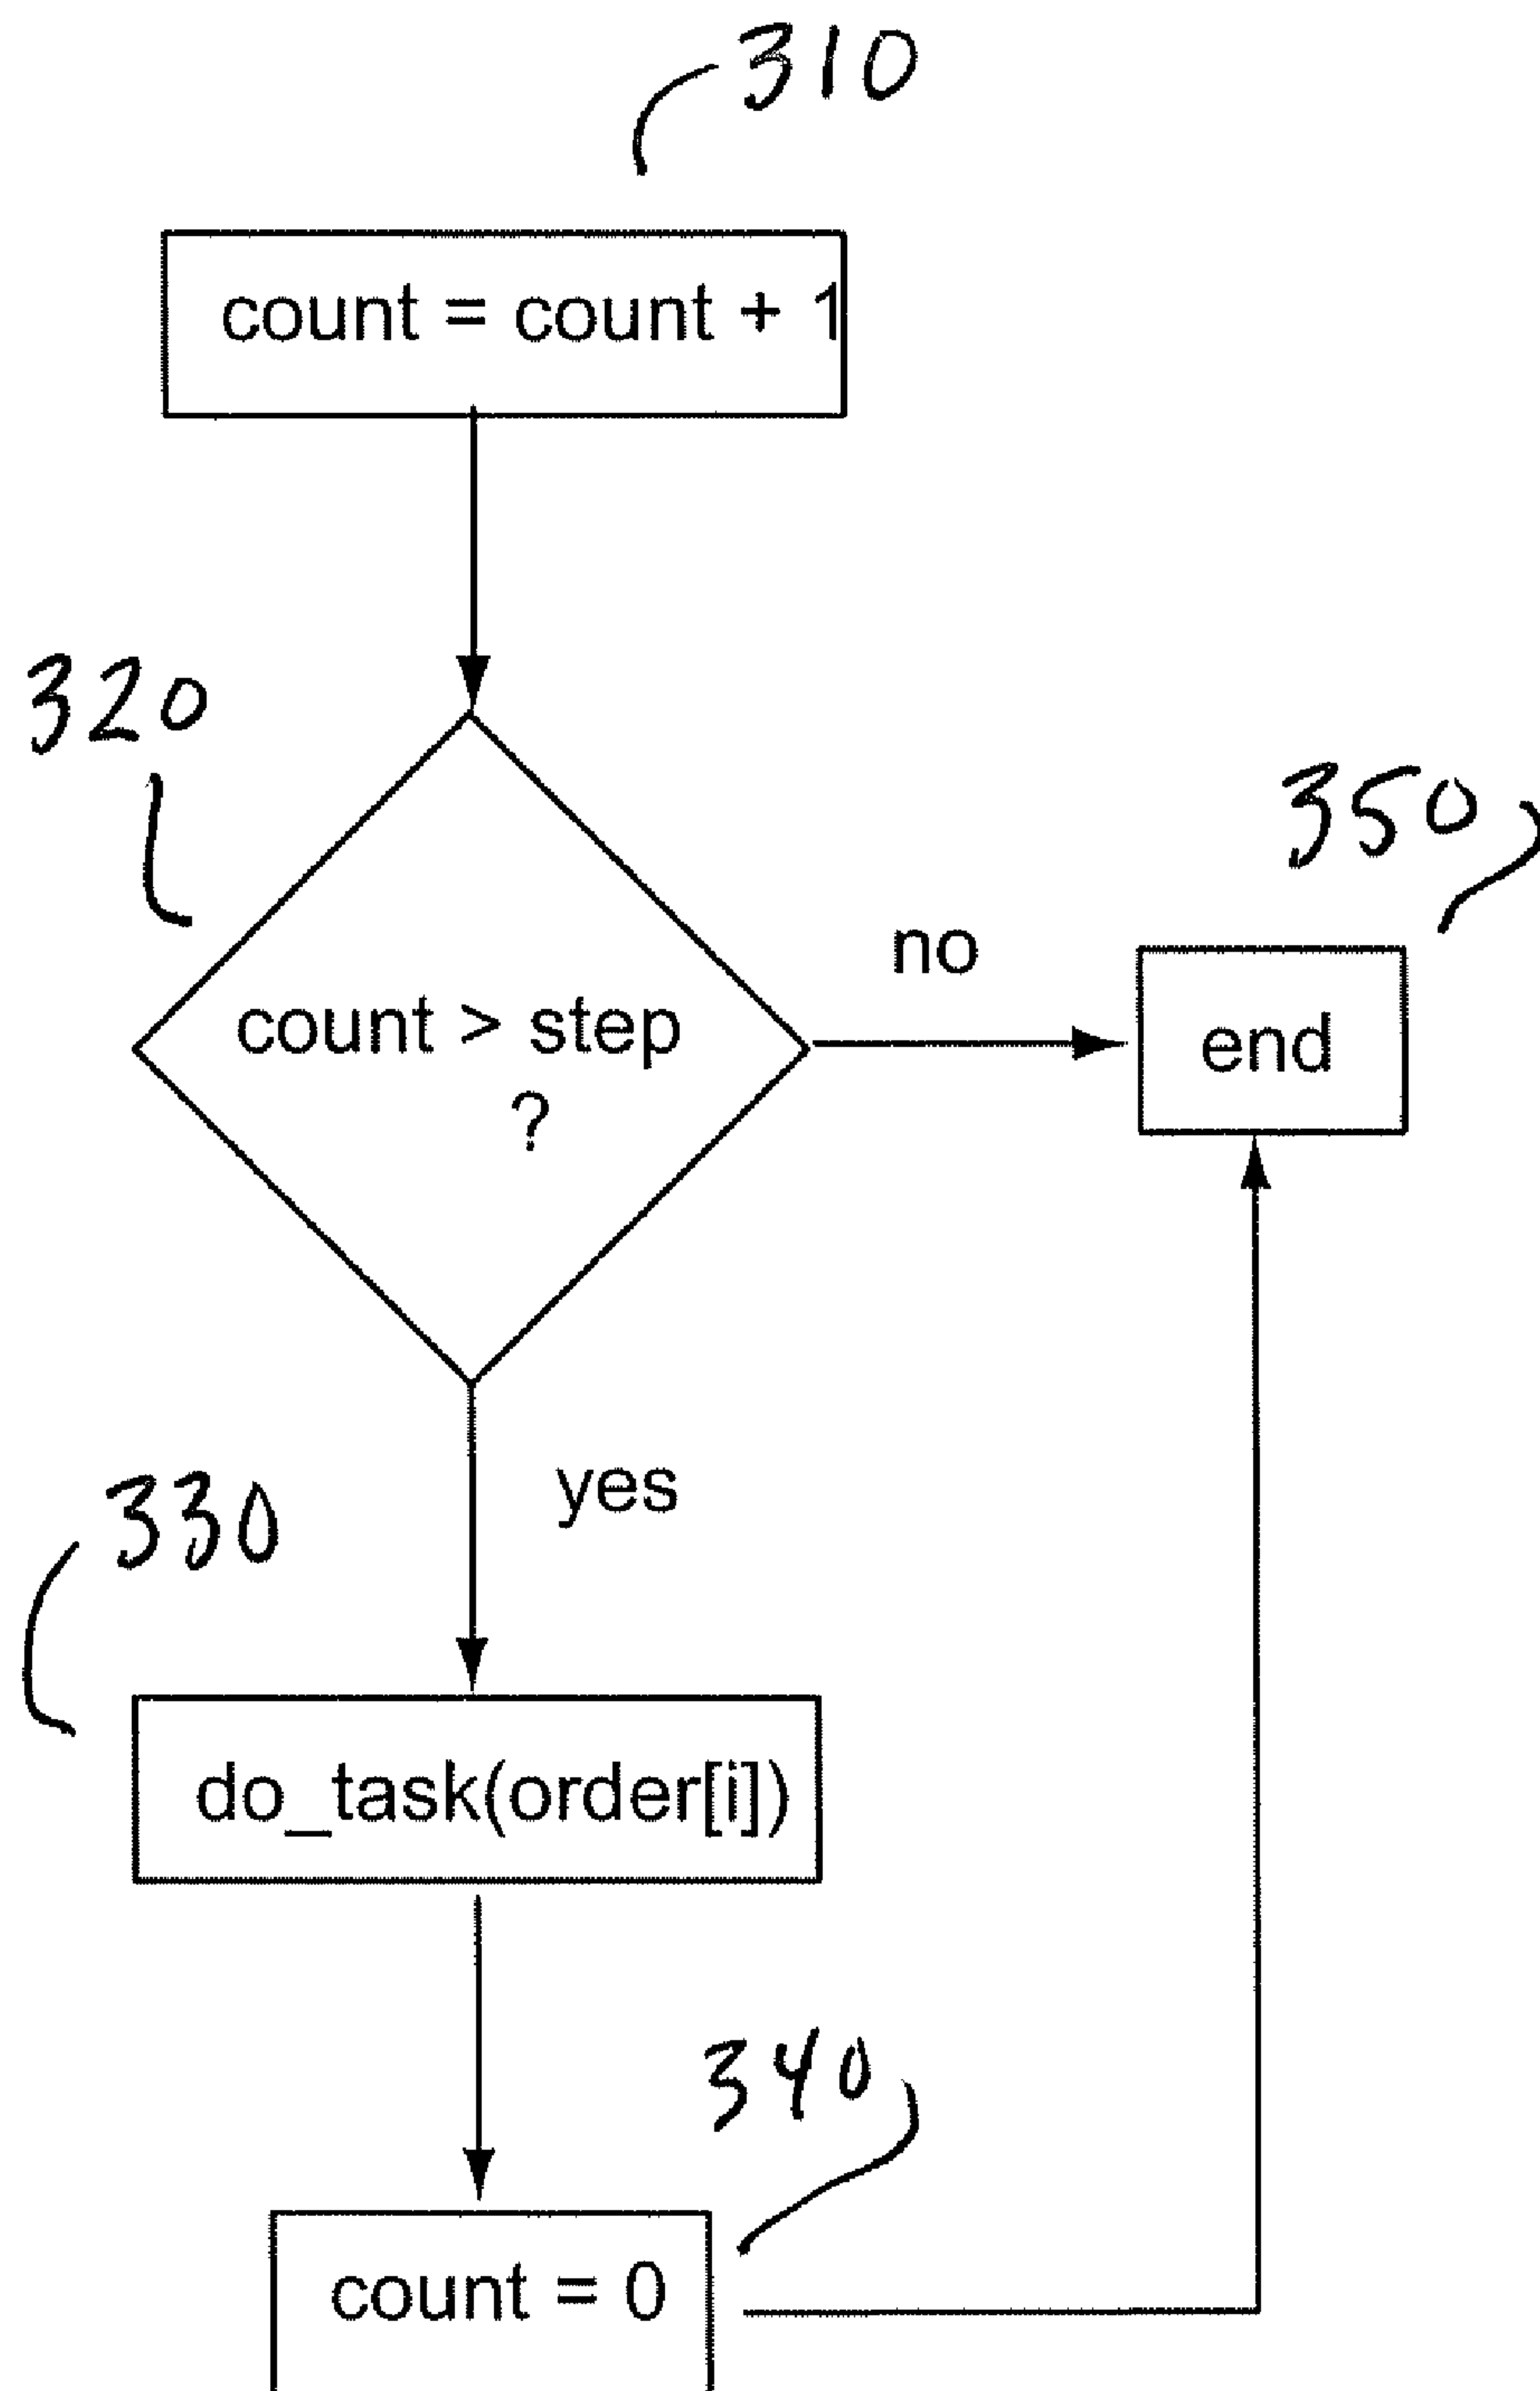 310
count = count + 1
320
350
no
count > step
?
end
yes
330
do_task(order[i])
340
count = 0